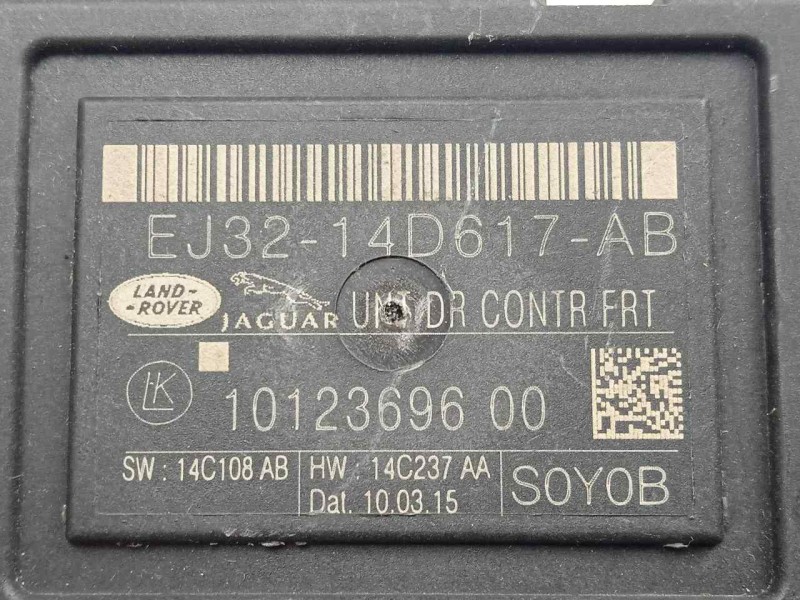 EJ32-14D617-AB
LAND-
-ROVER
JAGUAR
DR CONTR FRT
LK
10123696 00
SW : 14C108 AB
HW : 14C237 AA
Dat. 10.03.15
SOYOB